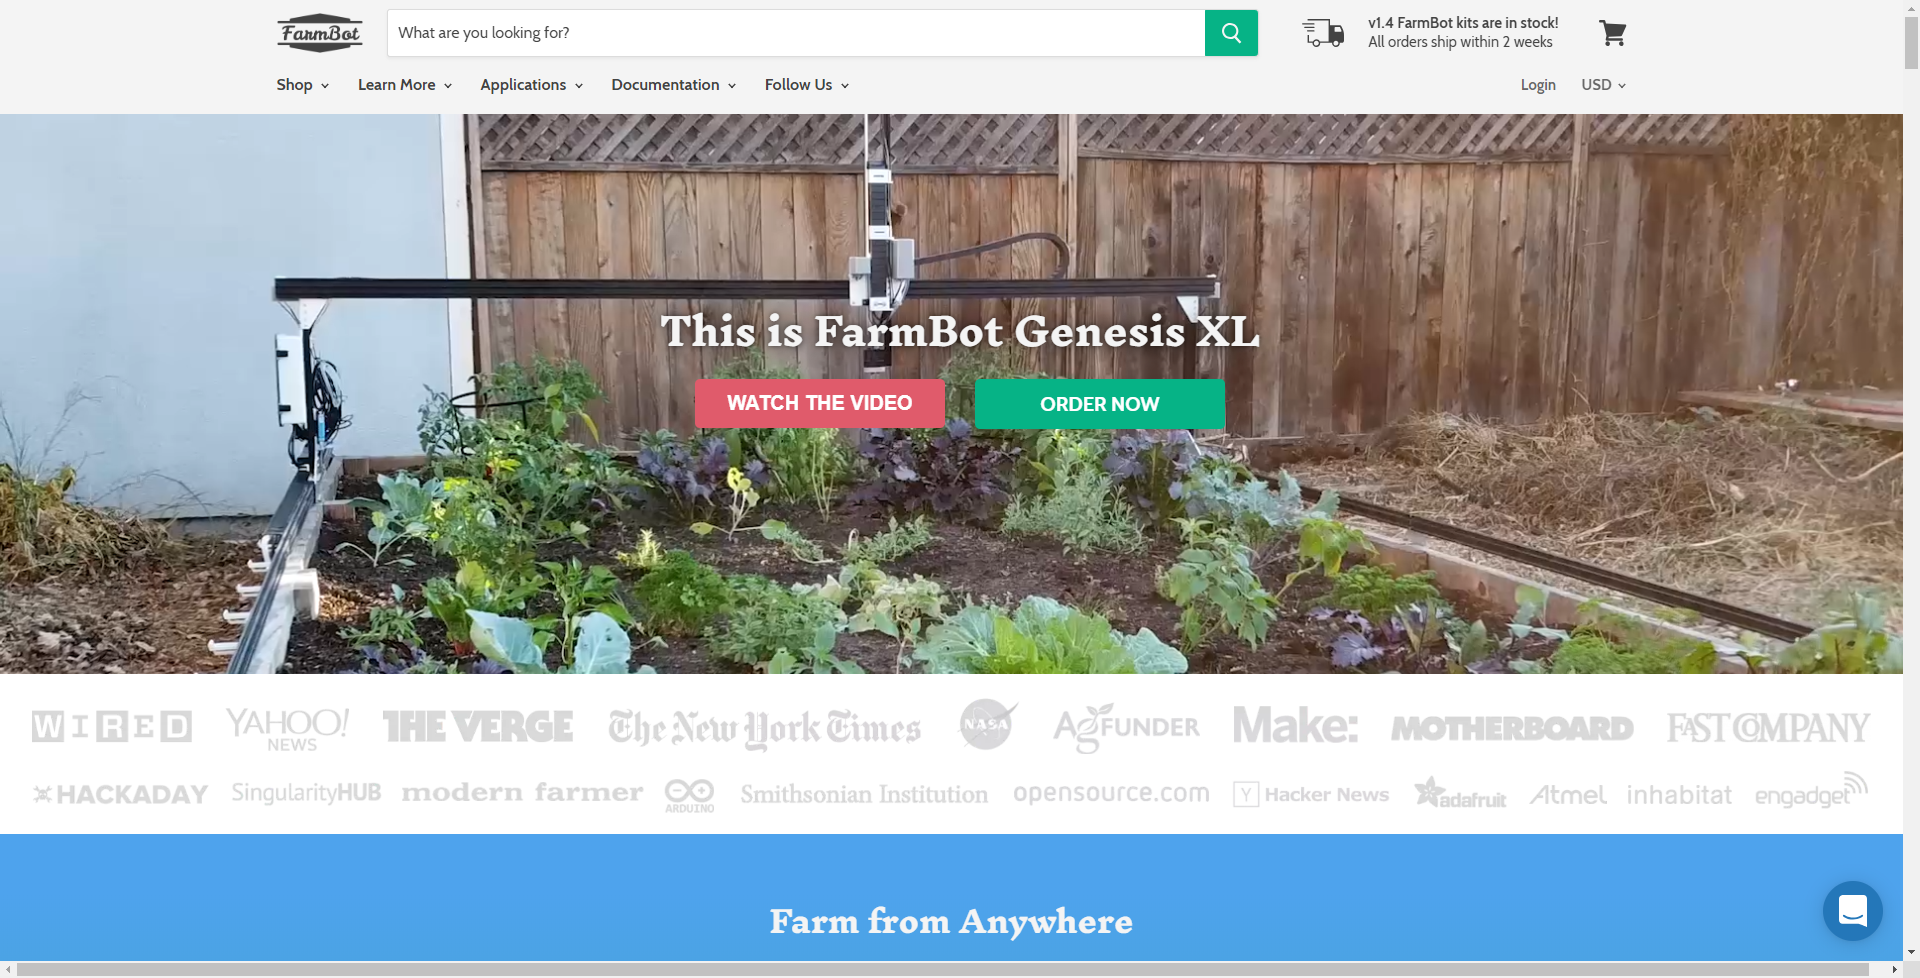 FarmBot
What are you looking for?
v1.4 FarmBot kits are in stock!
All orders ship within 2 weeks
Shop
Learn More
Applications
Documentation
Follow Us
Login
USD
This is FarmBot Genesis XL
WATCH THE VIDEO
ORDER NOW
WIRED
YAHOO!
NEWS
THE VERGE
The New York Times
NASA
AgFUNDER
Make:
MOTHERBOARD
FAST COMPANY
HACKADAY
SingularityHUB
modern farmer
ARDUINO
Smithsonian Institution
opensource.com
Y Hacker News
adafruit
Atmel
inhabitat
engadget
Farm from Anywhere